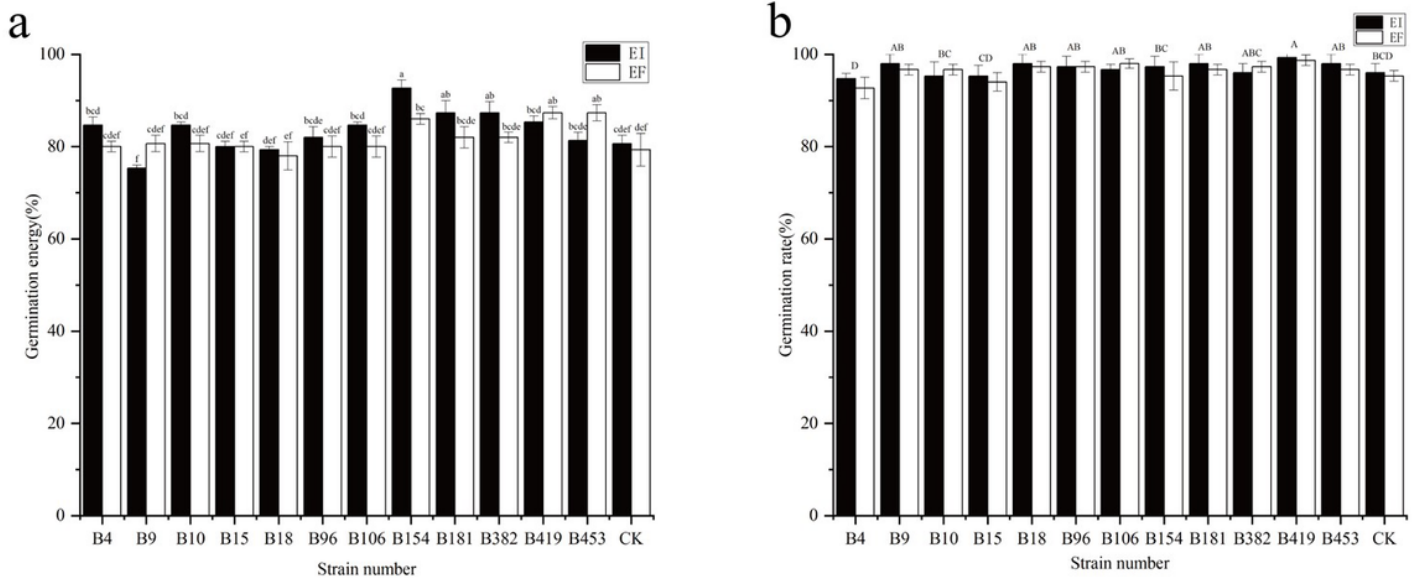 a
EI
EF
100
80
60
40
20
0
Germination energy(%)
bcd cdef f cdef bcd cdef cdef ef def ef bcde cdef bcd cdef a bc ab bcde ab bcde bcd ab bcde ab cdef def
B4 B9 B10 B15 B18 B96 B106 B154 B181 B382 B419 B453 CK
Strain number
b
EI
EF
100
80
60
40
20
0
Germination rate(%)
D AB BC CD AB AB AB BC AB ABC A AB BCD
B4 B9 B10 B15 B18 B96 B106 B154 B181 B382 B419 B453 CK
Strain number